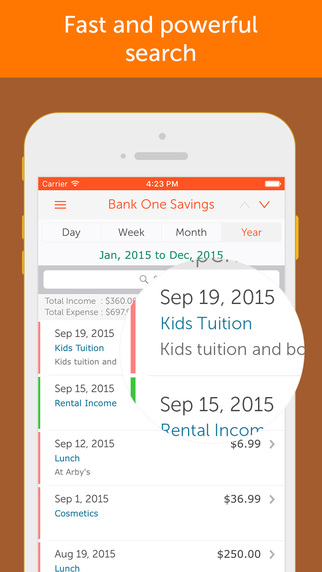 Fast and powerful
search
Carrier 4:23 PM
Bank One Savings
Day Week Month Year
Jan, 2015 to Dec, 2015
Total Income : $360.0
Total Expense : $697.
Sep 19, 2015
Kids Tuition
Kids tuition and
Sep 15, 2015
Rental Income
Sep 19, 2015
Kids Tuition
Kids tuition and bo
Sep 15, 2015
Rental Incom
Sep 12, 2015
Lunch $6.99
At Arby's
Sep 1, 2015 $36.99
Cosmetics
Aug 19, 2015 $250.00
Lunch